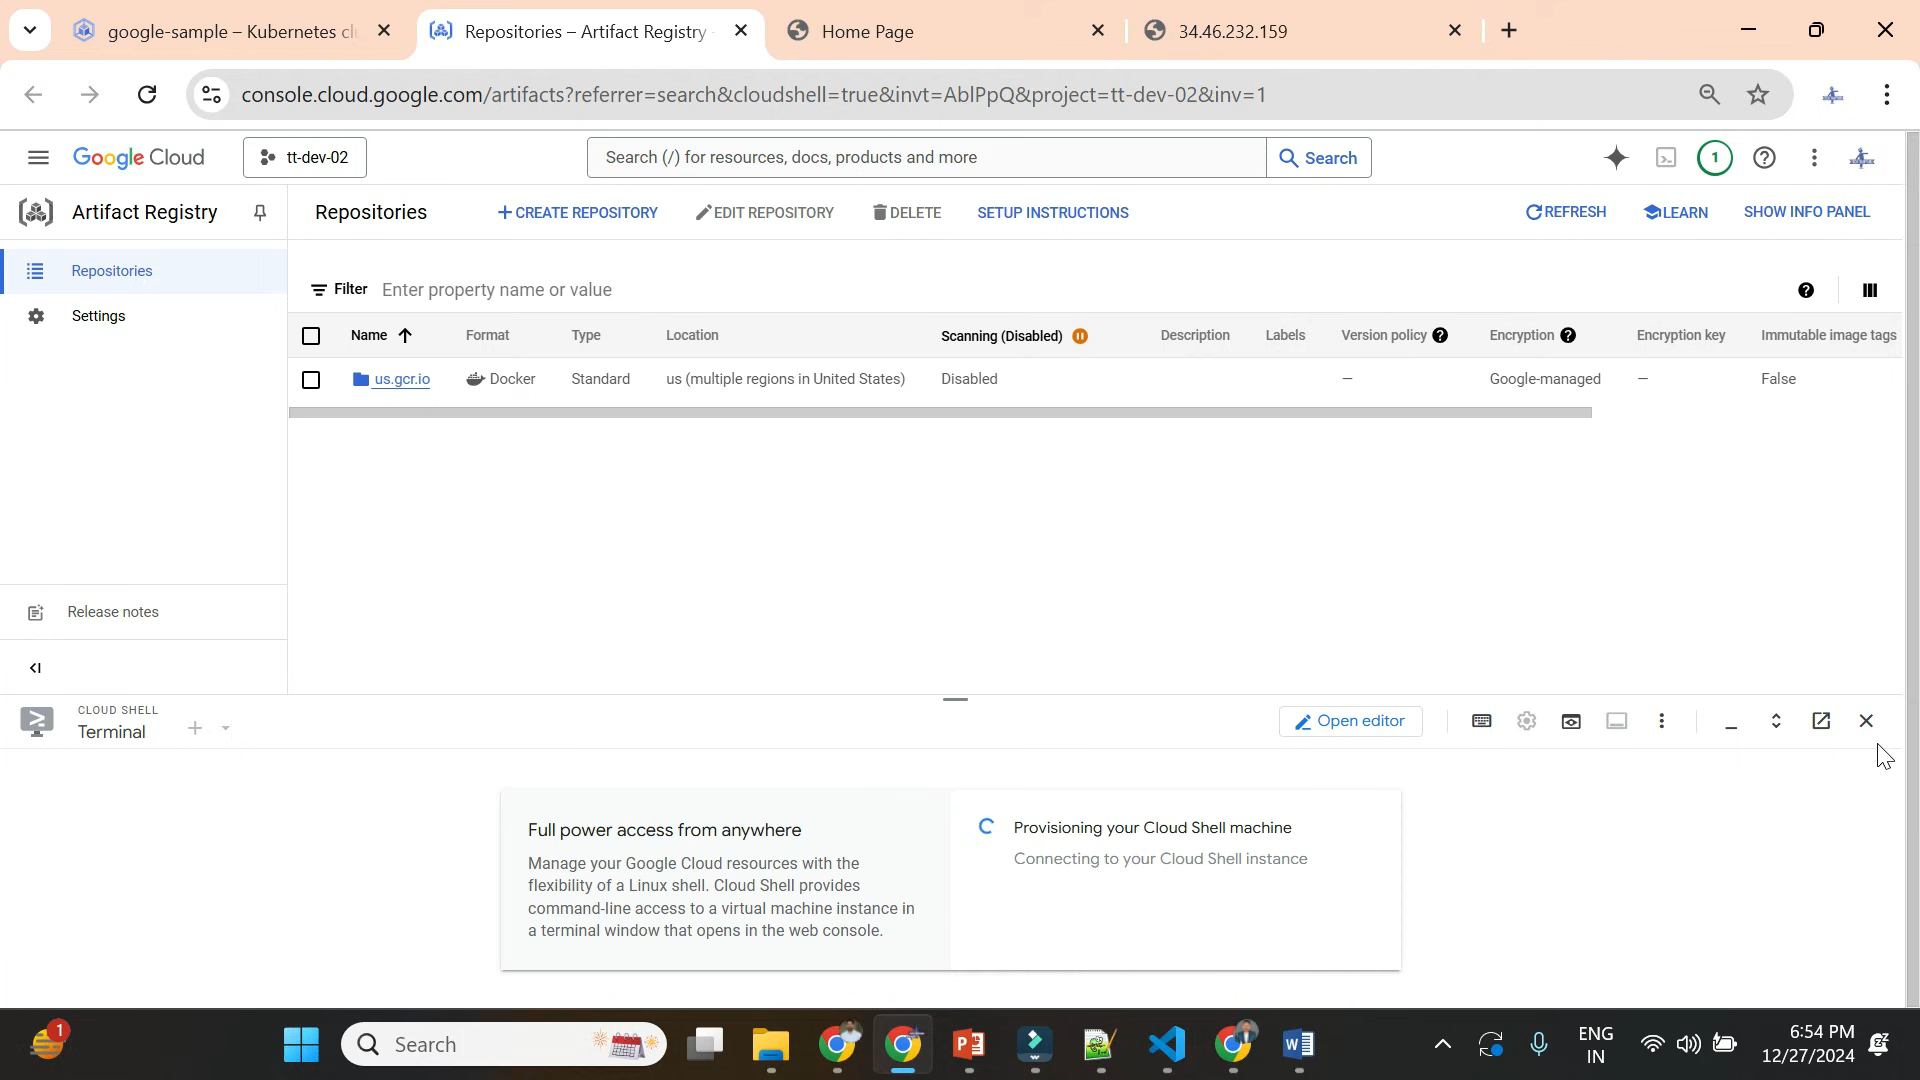 google-sample – Kubernetes cl
Repositories – Artifact Registry
Home Page
34.46.232.159
console.cloud.google.com/artifacts?referrer=search&cloudshell=true&invt=AblPpQ&project=tt-dev-02&inv=1
Google Cloud
tt-dev-02
Search (/) for resources, docs, products and more
Search
1
Artifact Registry
Repositories
CREATE REPOSITORY
EDIT REPOSITORY
DELETE
SETUP INSTRUCTIONS
REFRESH
LEARN
SHOW INFO PANEL
Repositories
Settings
Filter Enter property name or value
Name Format Type Location Scanning (Disabled) Description Labels Version policy Encryption Encryption key Immutable image tags
us.gcr.io Docker Standard us (multiple regions in United States) Disabled – Google-managed – False
Release notes
CLOUD SHELL
Terminal
Open editor
Full power access from anywhere
Manage your Google Cloud resources with the
flexibility of a Linux shell. Cloud Shell provides
command-line access to a virtual machine instance in
a terminal window that opens in the web console.
Provisioning your Cloud Shell machine
Connecting to your Cloud Shell instance
1
Search
ENG
IN
6:54 PM
12/27/2024